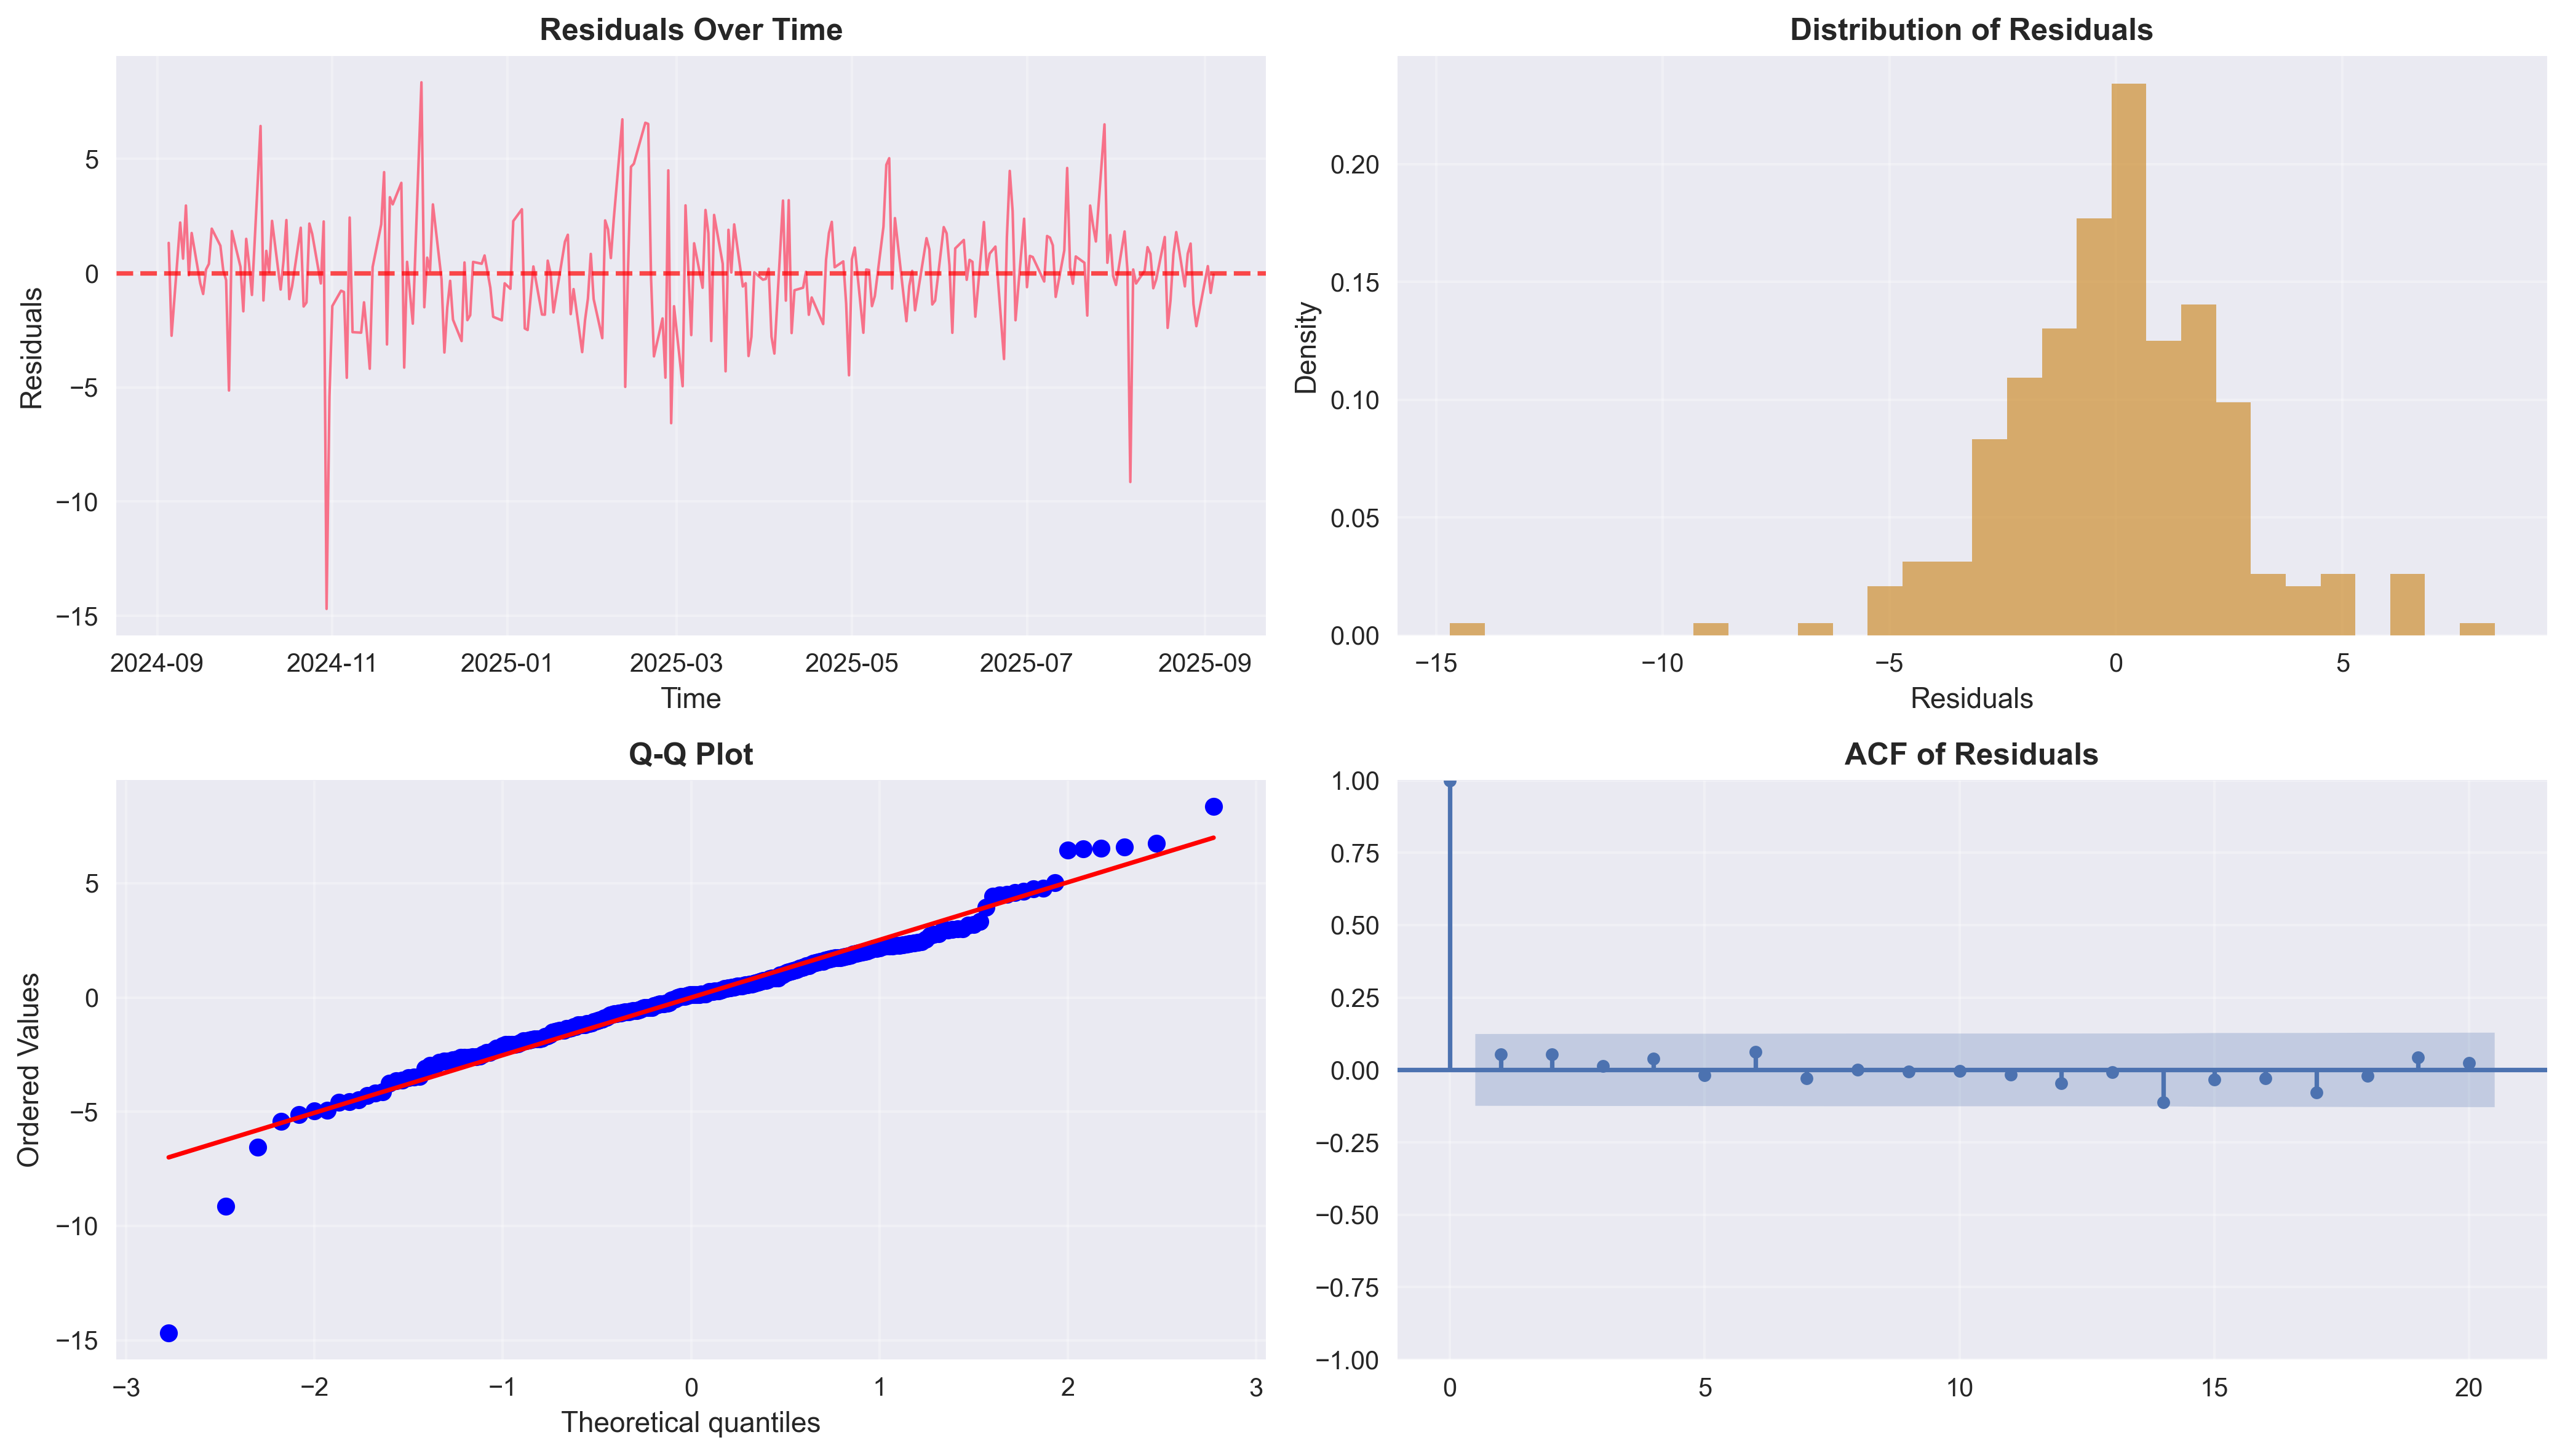 Residuals Over Time
Residuals
5
0
−5
−10
−15
2024-09 2024-11 2025-01 2025-03 2025-05 2025-07 2025-09
Time
Distribution of Residuals
Density
0.20
0.15
0.10
0.05
0.00
−15 −10 −5 0 5
Residuals
Q-Q Plot
Ordered Values
5
0
−5
−10
−15
−3 −2 −1 0 1 2 3
Theoretical quantiles
ACF of Residuals
1.00
0.75
0.50
0.25
0.00
−0.25
−0.50
−0.75
−1.00
0 5 10 15 20